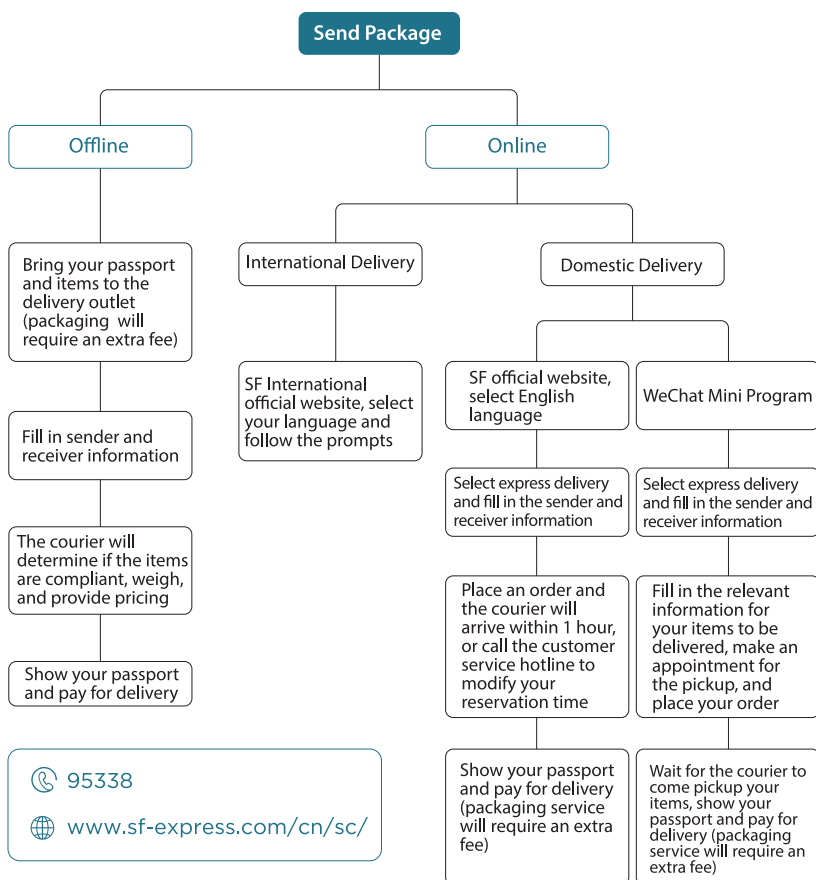 Send Package
Offline
Online
Bring your passport
and items to the
delivery outlet
(packaging will
require an extra fee)
Fill in sender and
receiver information
The courier will
determine if the items
are compliant, weigh,
and provide pricing
Show your passport
and pay for delivery
International Delivery
SF International
official website, select
your language and
follow the prompts
Domestic Delivery
SF official website,
select English
language
Select express delivery
and fill in the sender and
receiver information
Place an order and
the courier will
arrive within 1 hour,
or call the customer
service hotline to
modify your
reservation time
Show your passport
and pay for delivery
(packaging service
will require an extra
fee)
WeChat Mini Program
Select express delivery
and fill in the sender and
receiver information
Fill in the relevant
information for
your items to be
delivered, make an
appointment for
the pickup, and
place your order
Wait for the courier to
come pickup your
items, show your
passport and pay for
delivery (packaging
service will require an
extra fee)
95338
www.sf-express.com/cn/sc/